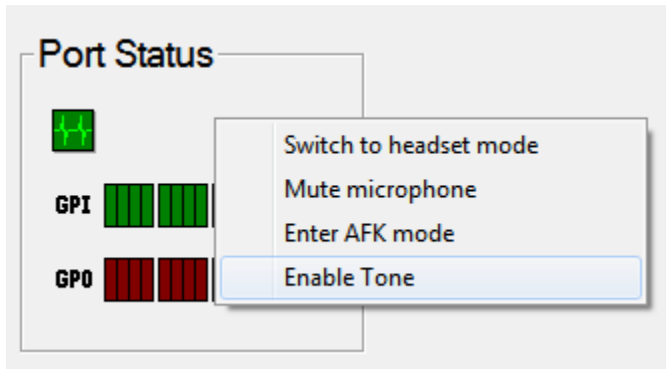 Port Status
Switch to headset mode
Mute microphone
GPI
Enter AFK mode
GPO
Enable Tone